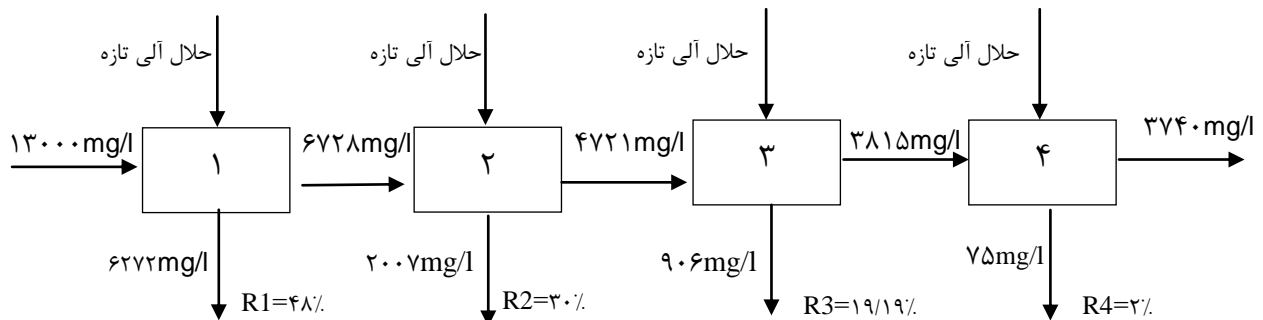 حلال آلی تازه
حلال آلی تازه
حلال آلی تازه
حلال آلی تازه
۱۳۰۰۰mg/l
۱
۶۷۲۸mg/l
۲
۴۷۲۱mg/l
۳
۳۸۱۵mg/l
۴
۳۷۴۰mg/l
۶۲۷۲mg/l
R1=۴۸٪
۲۰۰۷mg/l
R2=۳۰٪
۹۰۶mg/l
R3=۱۹/۱۹٪
۷۵mg/l
R4=۲٪